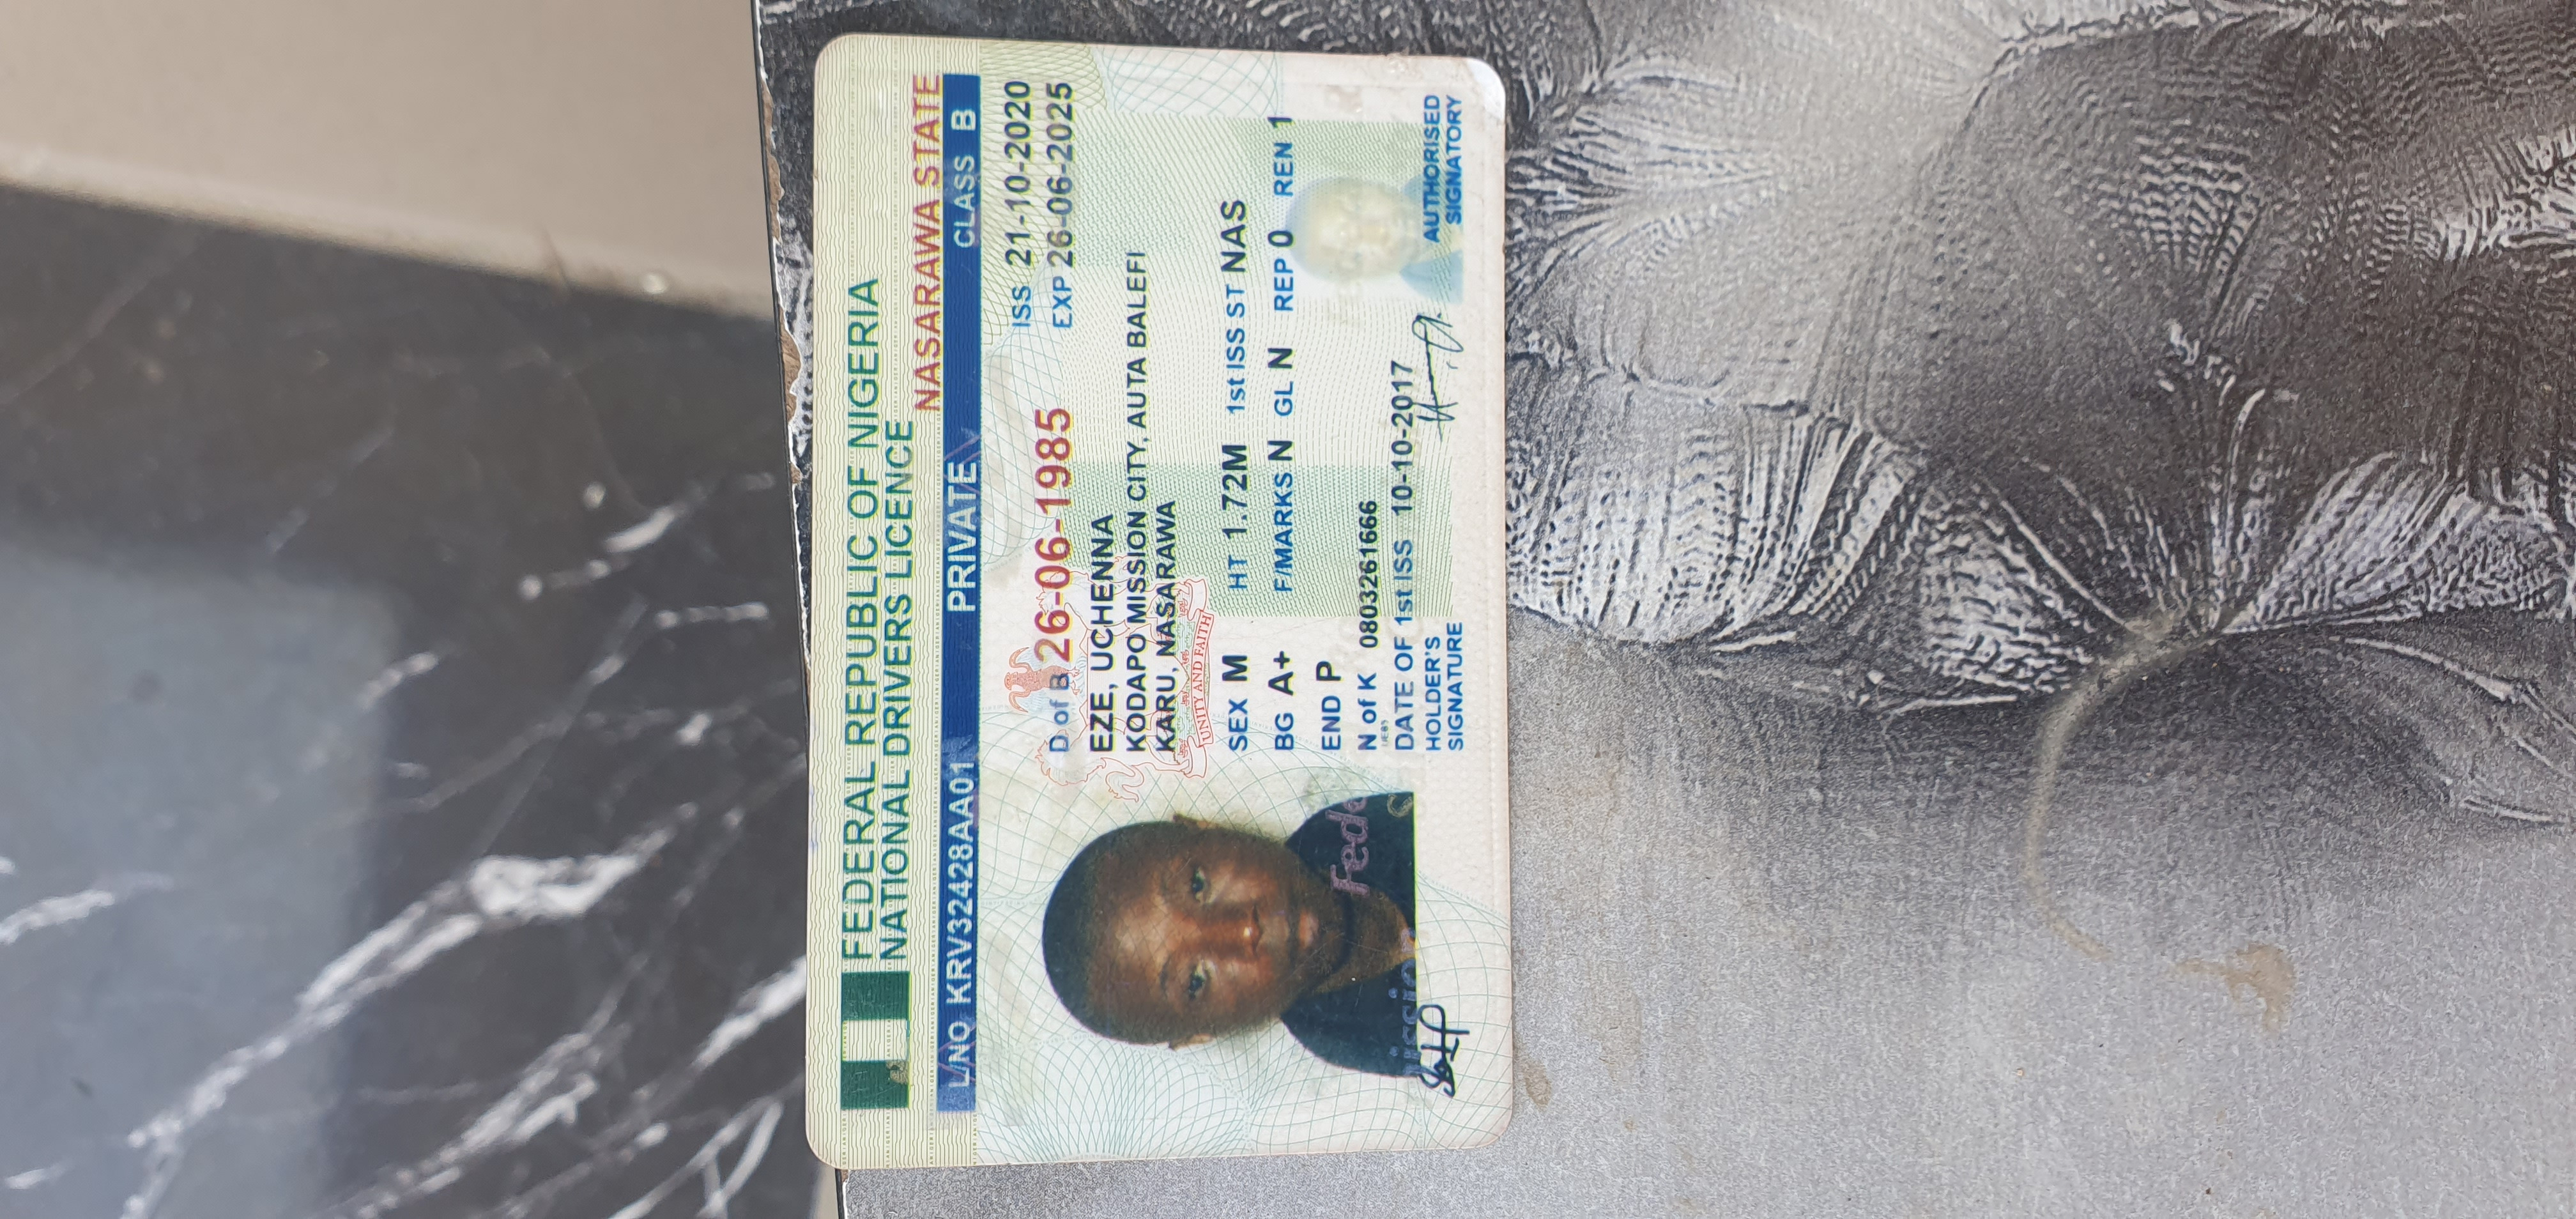 FEDERAL REPUBLIC OF NIGERIA
NATIONAL DRIVERS LICENCE
NASARAWA STATE
L/NO KRV32428AA01 PRIVATE CLASS B
ISS 21-10-2020
D of B 26-06-1985 EXP 26-06-2025
EZE, UCHENNA
KODAPO MISSION CITY, AUTA BALEFI
KARU, NASARAWA
UNITY AND FAITH
SEX M HT 1.72M 1st ISS ST NAS
BG A+ F/MARKS N GL N REP 0 REN 1
END P
N of K 0803261666
DATE OF 1st ISS 10-10-2017
HOLDER'S
SIGNATURE
AUTHORISED
SIGNATORY